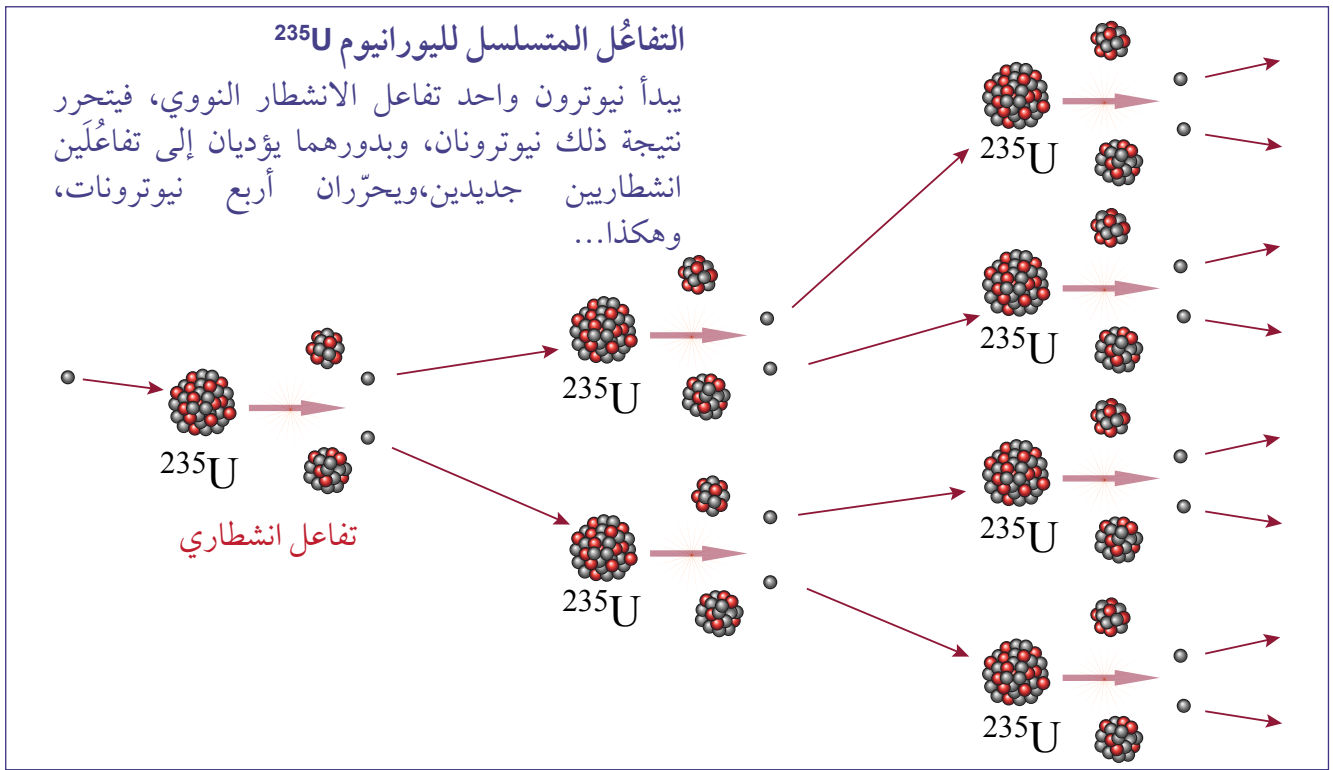 التفاعُل المتسلسل لليورانيوم ²³⁵U
يبدأ نيوترون واحد تفاعل الانشطار النووي، فيتحرر
نتيجة ذلك نيوترونان، وبدورهما يؤديان إلى تفاعُلَين
انشطاريين جديدين،ويحرّران أربع نيوترونات،
وهكذا...
²³⁵U
²³⁵U
²³⁵U
²³⁵U
²³⁵U
تفاعل انشطاري
²³⁵U
²³⁵U